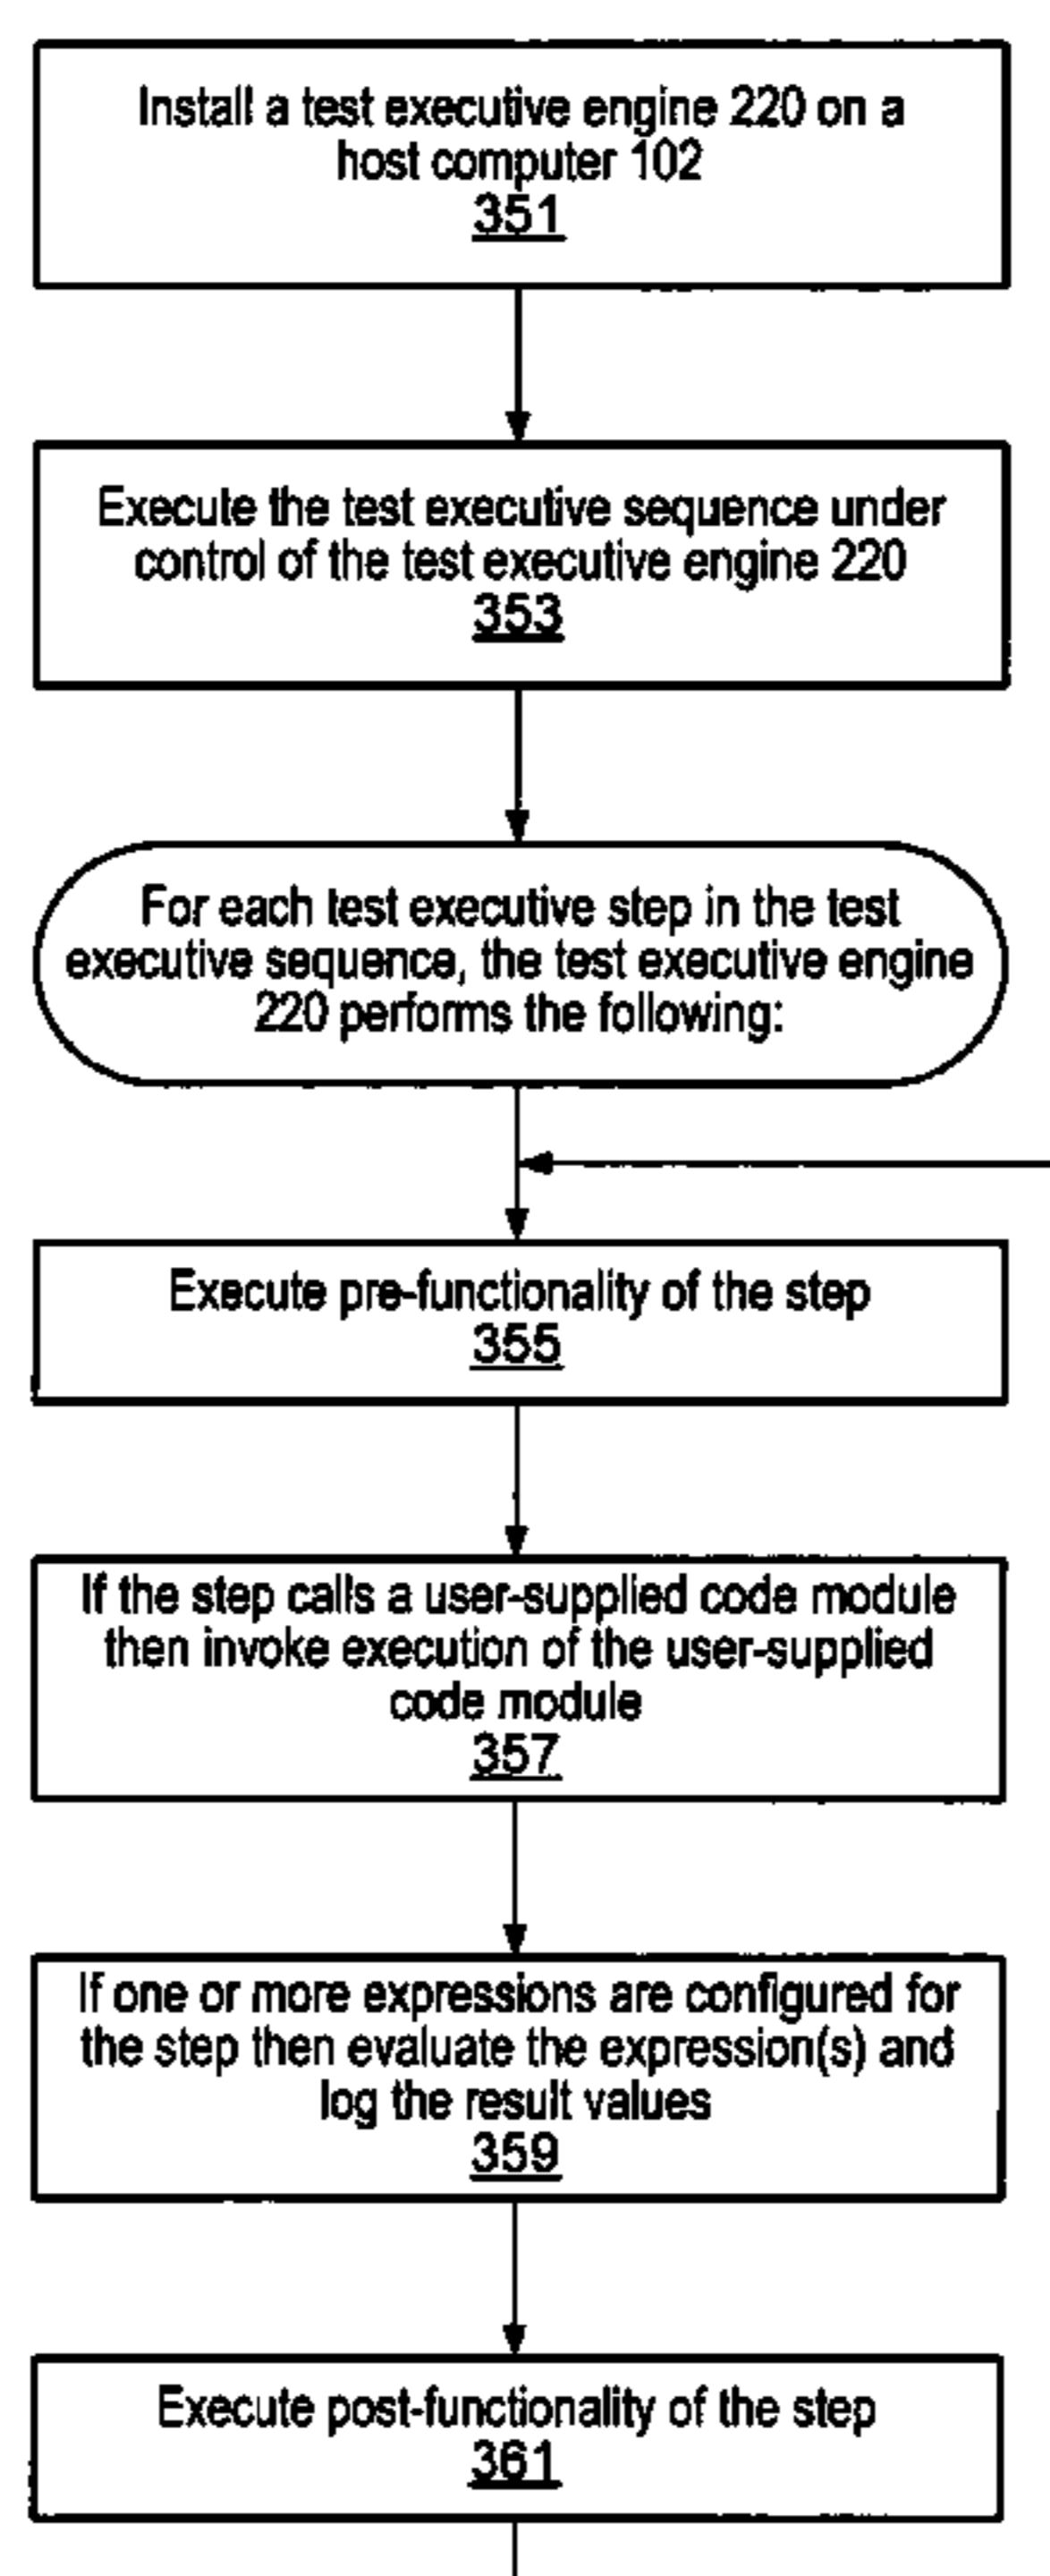 Install a test executive engine 220 on a
host computer 102
351
Execute the test executive sequence under
control of the test executive engine 220
353
For each test executive step in the test
executive sequence, the test executive engine
220 performs the following:
Execute pre-functionality of the step
355
If the step calls a user-supplied code module
then invoke execution of the user-supplied
code module
357
If one or more expressions are configured for
the step then evaluate the expression(s) and
log the result values
359
Execute post-functionality of the step
361